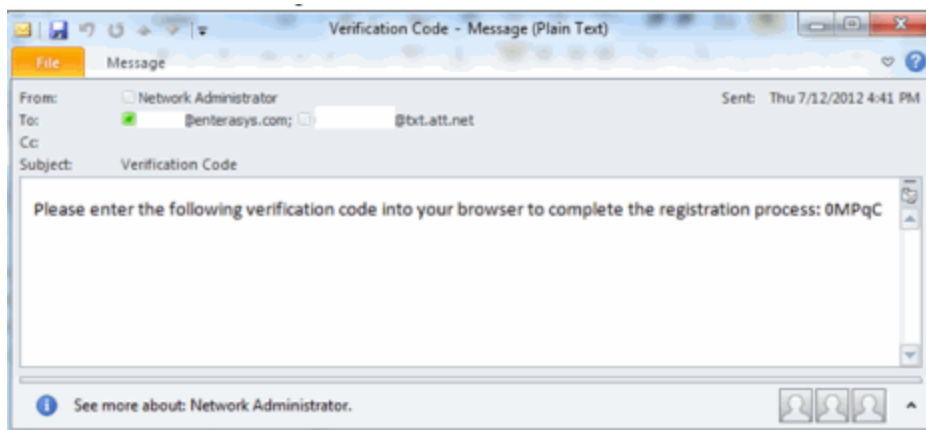 Verification Code - Message (Plain Text)
File Message
From: Network Administrator Sent: Thu 7/12/2012 4:41 PM
To: @enterasys.com; @txt.att.net
Cc:
Subject: Verification Code
Please enter the following verification code into your browser to complete the registration process: 0MPqC
See more about: Network Administrator.